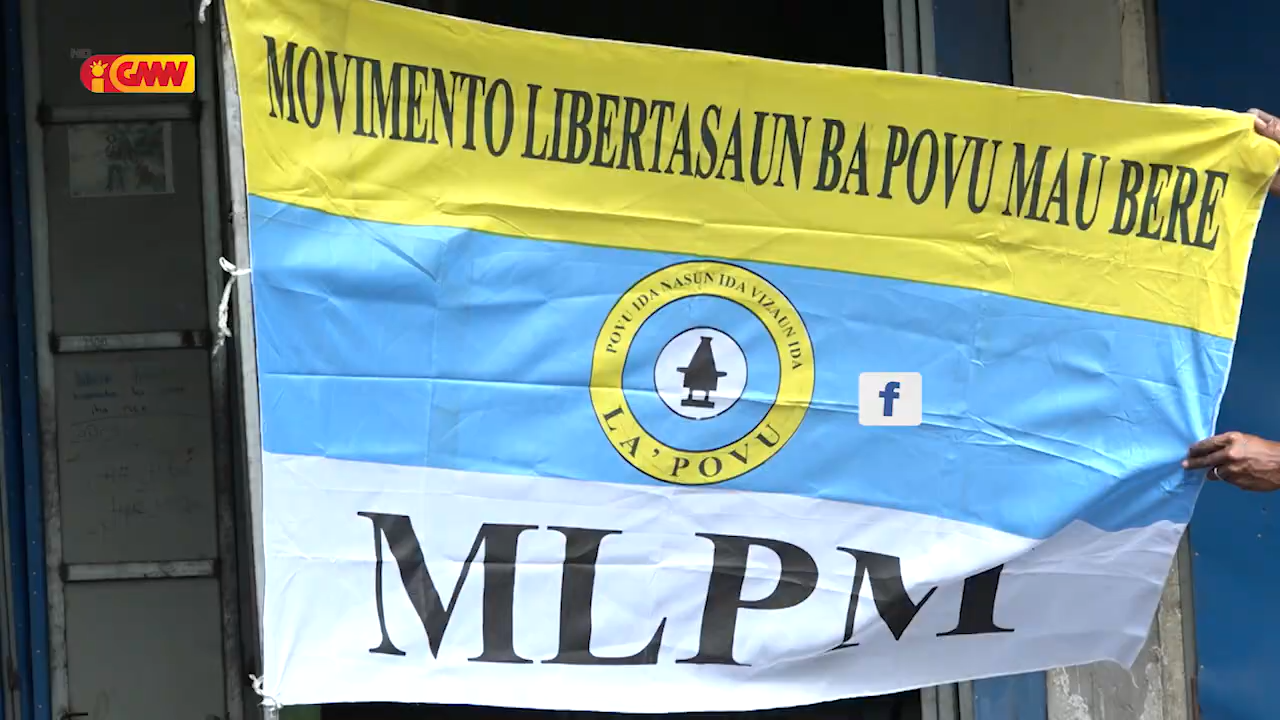 GMN
MOVIMENTO LIBERTASAUN BA POVU MAU BERE
POVU IDA NASUN IDA VIZAUN IDA
LA'POVU
f
MLPM